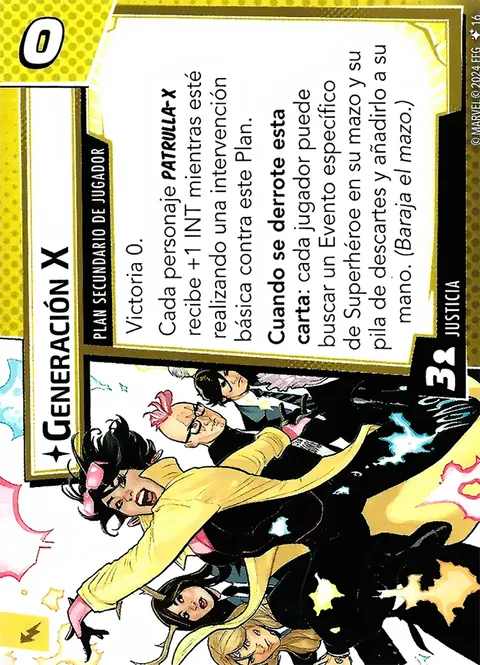 0
GENERACIÓN X
PLAN SECUNDARIO DE JUGADOR
Victoria 0.
Cada personaje PATRULLA-X
recibe +1 INT mientras esté
realizando una intervención
básica contra este Plan.
Cuando se derrote esta
carta: cada jugador puede
buscar un Evento específico
de Superhéroe en su mazo y su
pila de descartes y añadirlo a su
mano. (Baraja el mazo.)
3
JUSTICIA
© MARVEL © 2024 FFG 16